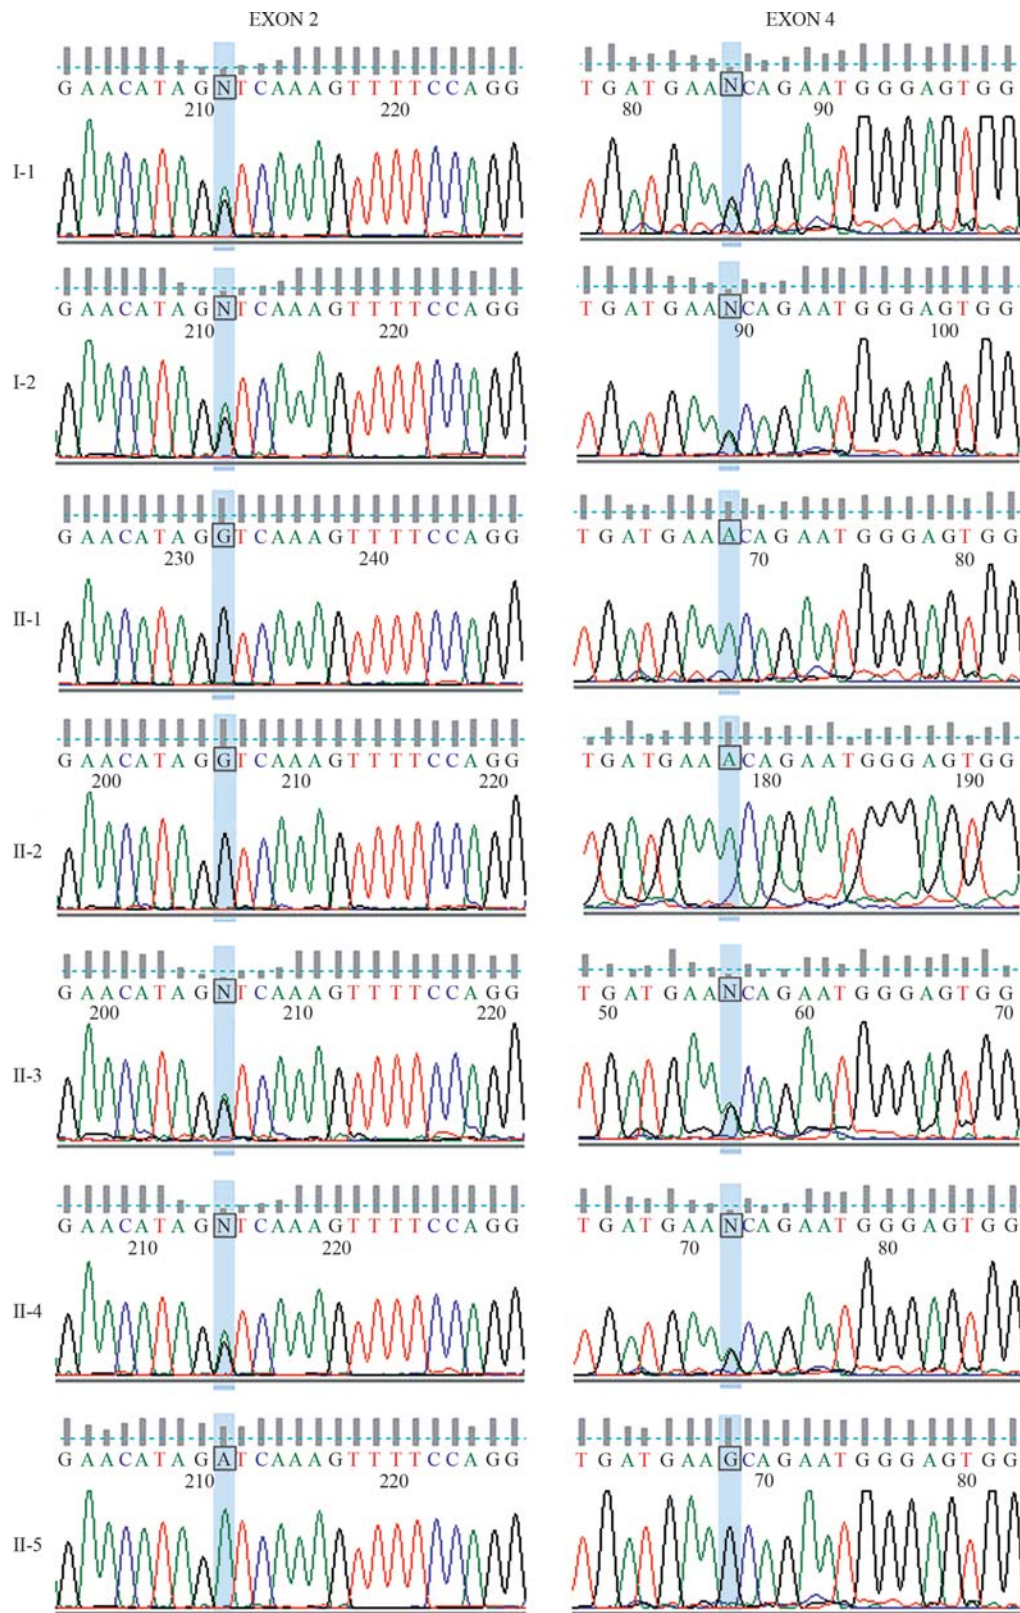 EXON 2 EXON 4
G A A C A T A G N T C A A A G T T T T C C A G G T G A T G A A N C A G A A T G G G A G T G G
210 220 80 90
I-1
G A A C A T A G N T C A A A G T T T T C C A G G T G A T G A A N C A G A A T G G G A G T G G
210 220 90 100
I-2
G A A C A T A G G T C A A A G T T T T C C A G G T G A T G A A A C A G A A T G G G A G T G G
230 240 70 80
II-1
G A A C A T A G G T C A A A G T T T T C C A G G T G A T G A A A C A G A A T G G G A G T G G
200 210 220 180 190
II-2
G A A C A T A G N T C A A A G T T T T C C A G G T G A T G A A N C A G A A T G G G A G T G G
200 210 220 50 60 70
II-3
G A A C A T A G N T C A A A G T T T T C C A G G T G A T G A A N C A G A A T G G G A G T G G
210 220 70 80
II-4
G A A C A T A G A T C A A A G T T T T C C A G G T G A T G A A G C A G A A T G G G A G T G G
210 220 70 80
II-5